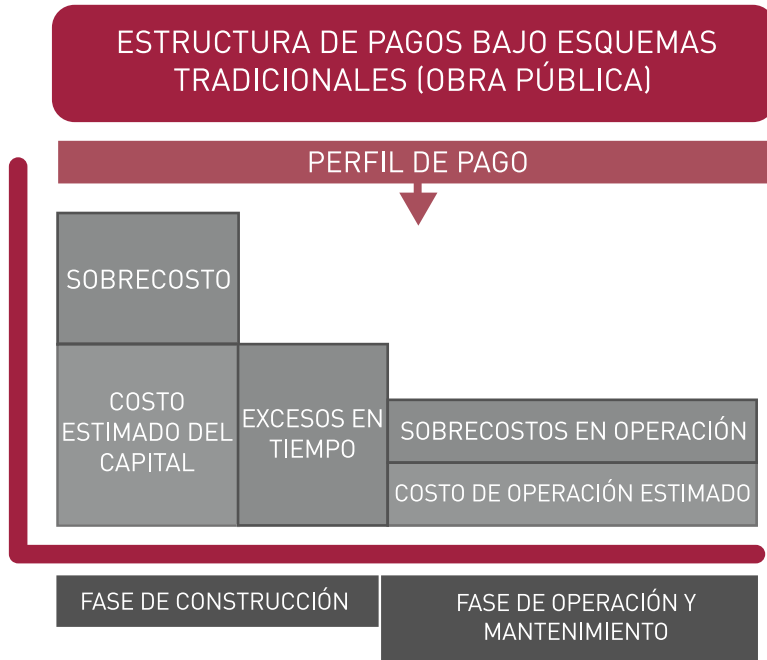 ESTRUCTURA DE PAGOS BAJO ESQUEMAS
TRADICIONALES (OBRA PÚBLICA)
PERFIL DE PAGO
SOBRECOSTO
COSTO
ESTIMADO DEL
CAPITAL
EXCESOS EN
TIEMPO
SOBRECOSTOS EN OPERACIÓN
COSTO DE OPERACIÓN ESTIMADO
FASE DE CONSTRUCCIÓN
FASE DE OPERACIÓN Y
MANTENIMIENTO